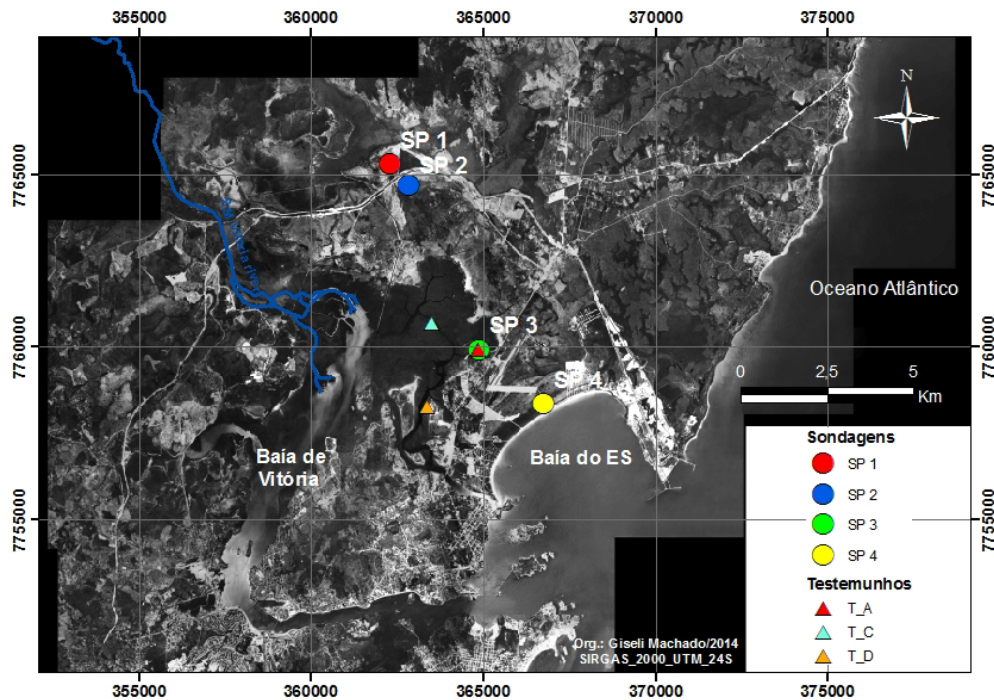 355000 360000 365000 370000 375000
N
SP 1
SP 2
7765000
7765000
river
Oceano Atlântico
SP 3
7760000
7760000
0 2,5 5
Km
SP 4
Baía de
Vitória
Baía do ES
Sondagens
SP 1
SP 2
SP 3
SP 4
7755000
7755000
Testemunhos
T_A
T_C
T_D
Org.: Giseli Machado/2014
SIRGAS_2000_UTM_24S
355000 360000 365000 370000 375000